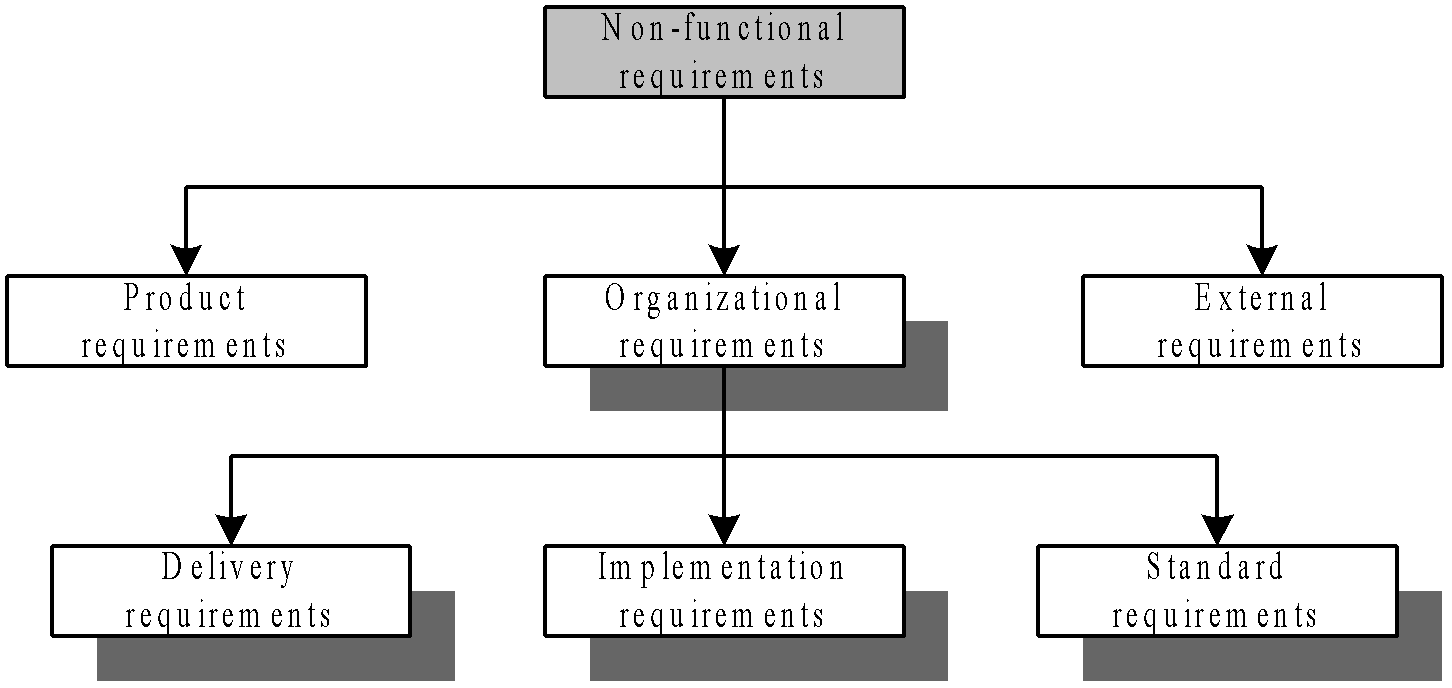 Non-functional
requirements
Product
requirements
Organizational
requirements
External
requirements
Delivery
requirements
Implementation
requirements
Standard
requirements